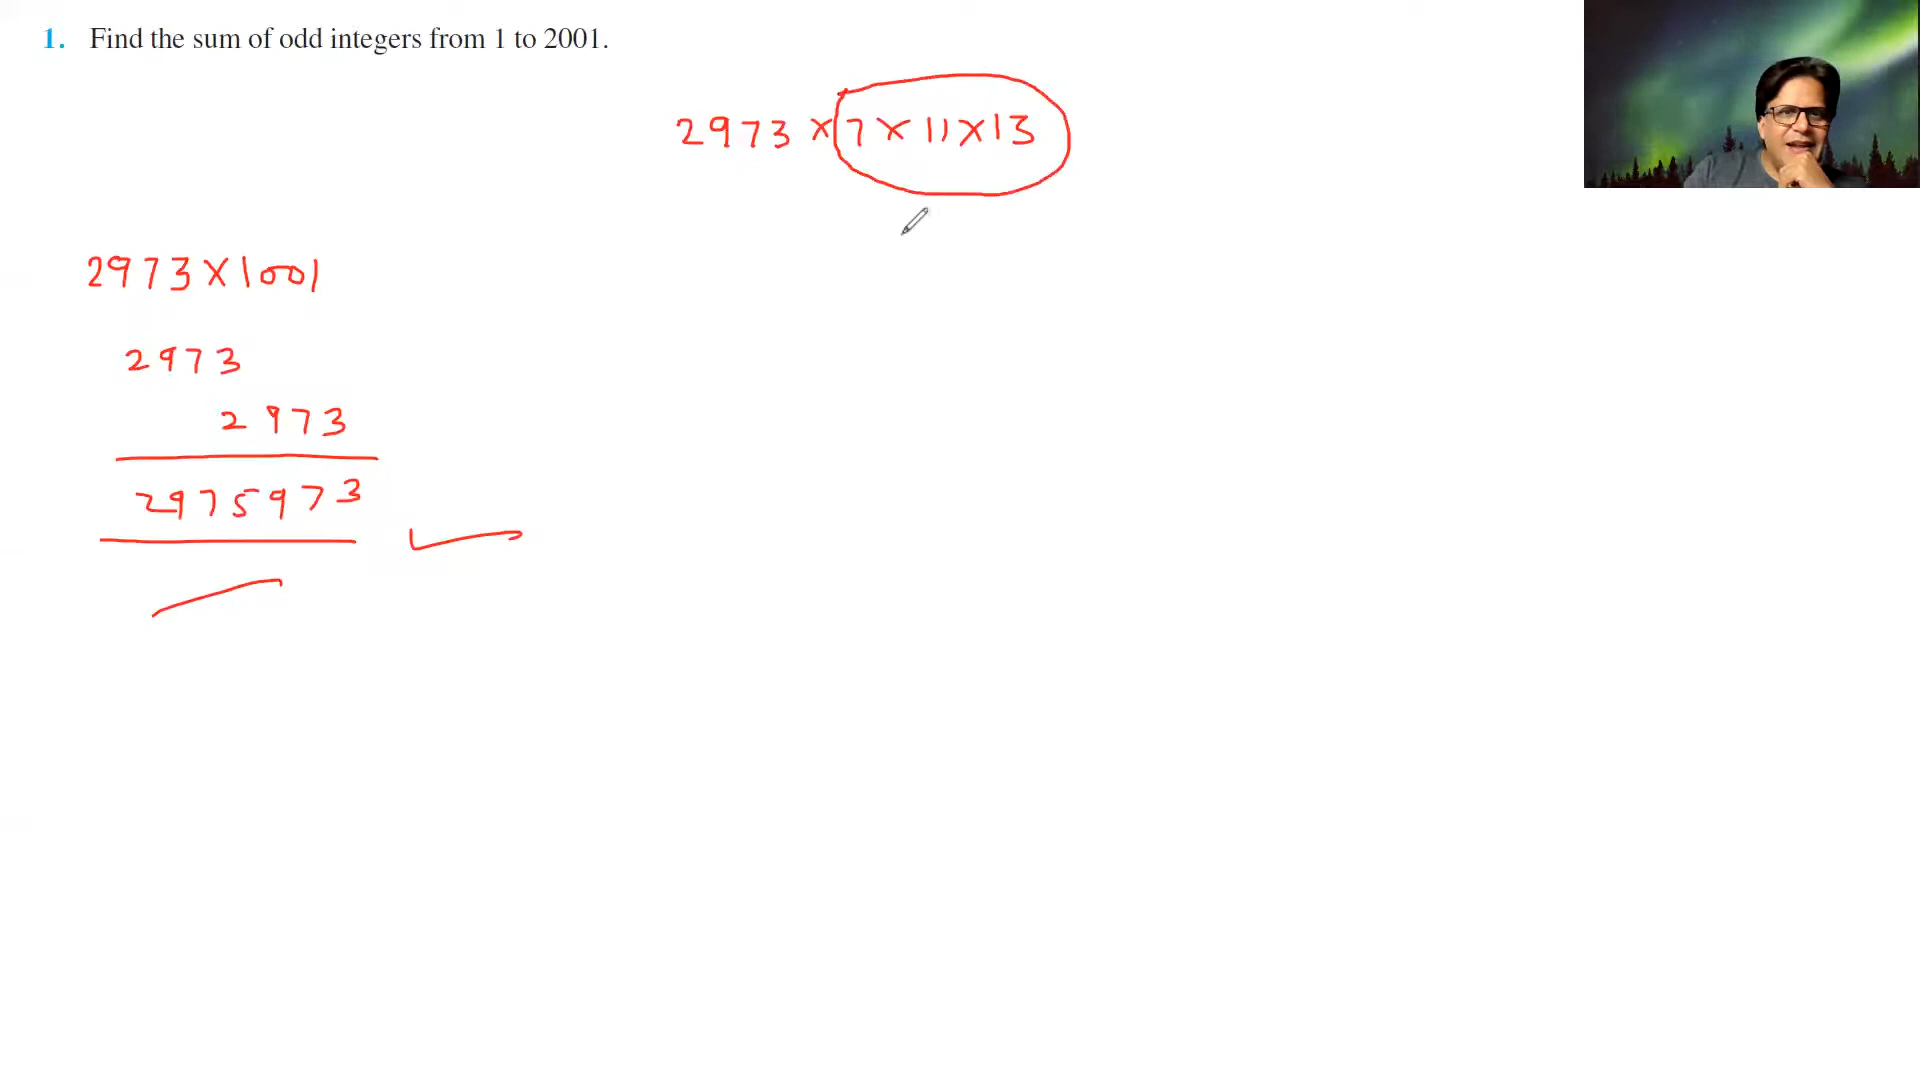 1. Find the sum of odd integers from 1 to 2001.
2973 × 7 × 11 × 13
2973 × 1001
2973
2973
2975973